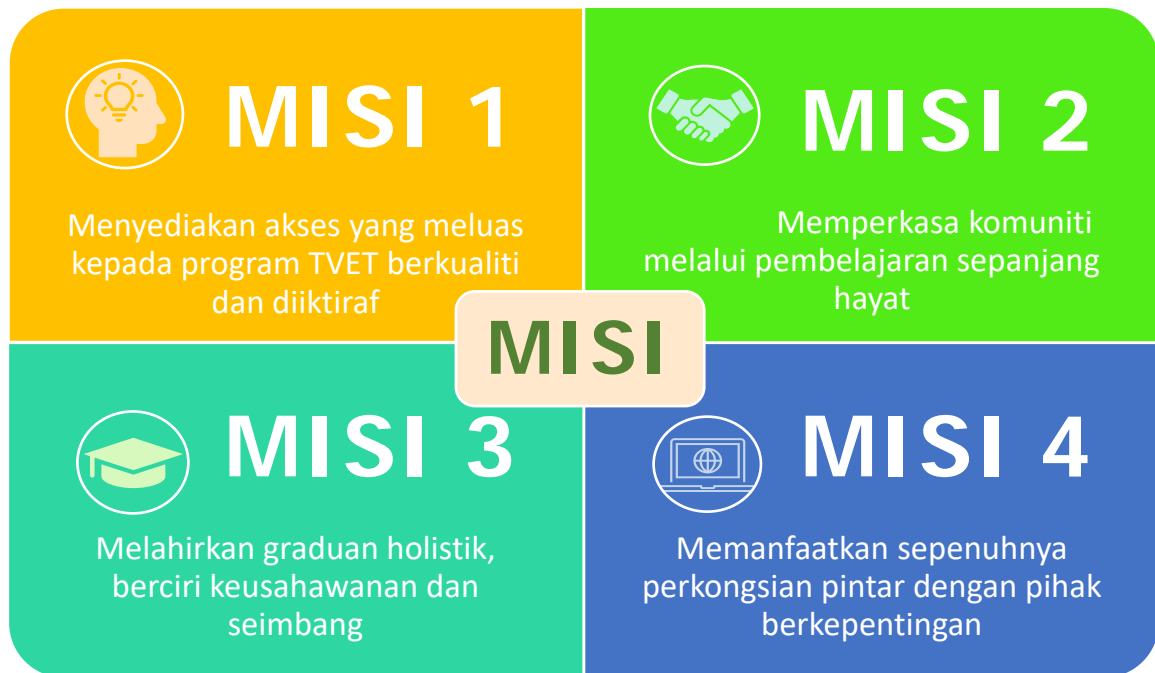 MISI 1
Menyediakan akses yang meluas
kepada program TVET berkualiti
dan diiktiraf
MISI 2
Memperkasa komuniti
melalui pembelajaran sepanjang
hayat
MISI
MISI 3
Melahirkan graduan holistik,
berciri keusahawanan dan
seimbang
MISI 4
Memanfaatkan sepenuhnya
perkongsian pintar dengan pihak
berkepentingan